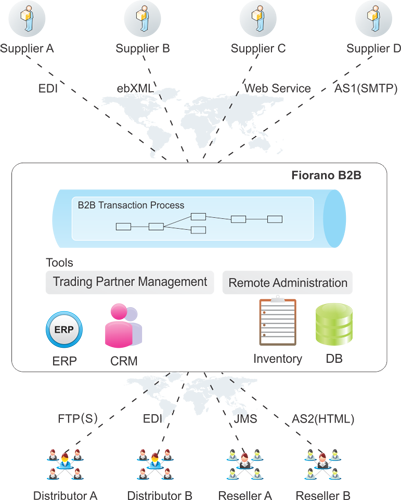 Supplier A Supplier B Supplier C Supplier D
EDI ebXML Web Service AS1(SMTP)
Fiorano B2B
B2B Transaction Process
Tools
Trading Partner Management Remote Administration
ERP
ERP CRM Inventory DB
FTP(S) EDI JMS AS2(HTML)
Distributor A Distributor B Reseller A Reseller B